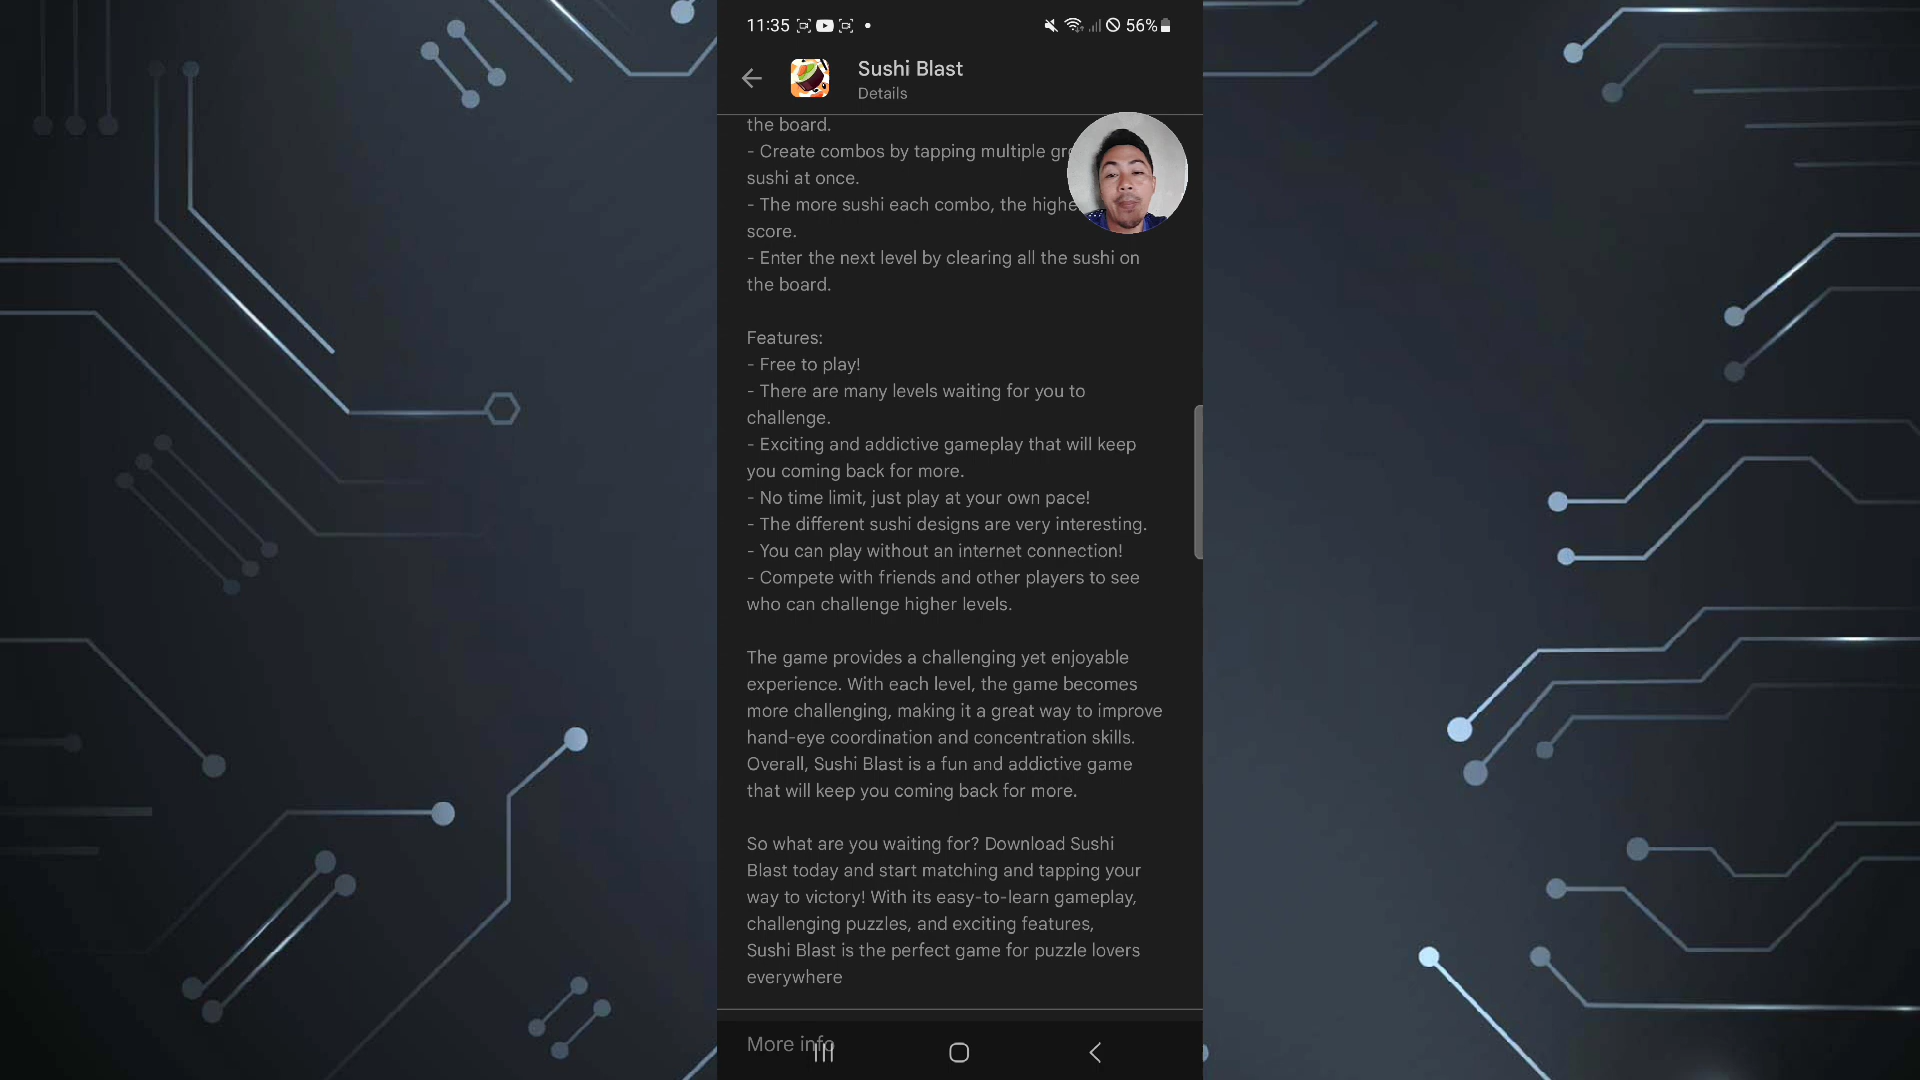 11:35
56%
Sushi Blast
Details
the board.
- Create combos by tapping multiple
sushi at once.
- The more sushi each combo, the
score.
- Enter the next level by clearing all the sushi on
the board.
Features:
- Free to play!
- There are many levels waiting for you to
challenge.
- Exciting and addictive gameplay that will keep
you coming back for more.
- No time limit, just play at your own pace!
- The different sushi designs are very interesting.
- You can play without an internet connection!
- Compete with friends and other players to see
who can challenge higher levels.
The game provides a challenging yet enjoyable
experience. With each level, the game becomes
more challenging, making it a great way to improve
hand-eye coordination and concentration skills.
Overall, Sushi Blast is a fun and addictive game
that will keep you coming back for more.
So what are you waiting for? Download Sushi
Blast today and start matching and tapping your
way to victory! With its easy-to-learn gameplay,
challenging puzzles, and exciting features,
Sushi Blast is the perfect game for puzzle lovers
everywhere
More info